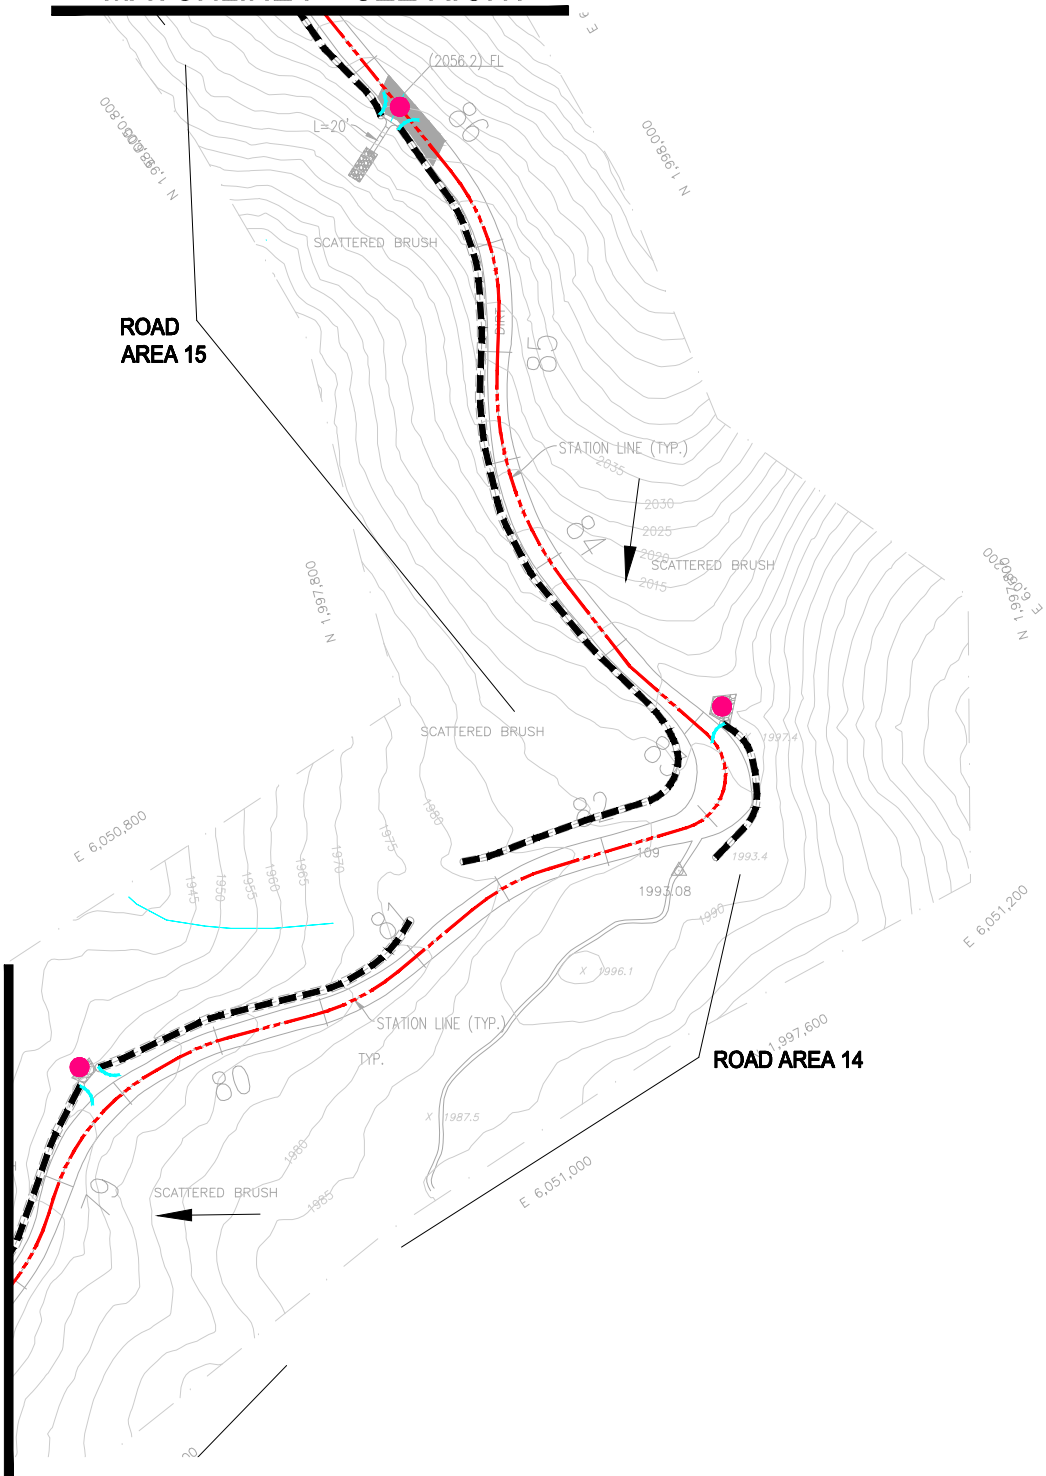 (2056.2) FL
86
L=20'
N 1,998,000
SCATTERED BRUSH
DIRT
ROAD
AREA 15
85
STATION LINE (TYP.)
2035
2030
2025
2020
2015
84
SCATTERED BRUSH
N 1,997,800
SCATTERED BRUSH
83
X 1997.4
82
1980
1975
1970
1965
1960
1955
1950
1945
E 6,050,800
109
1993.4
1993.08
1990
E 6,051,200
81
X 1996.1
STATION LINE (TYP.)
TYP.
1,997,600
ROAD AREA 14
80
X 1987.5
1980
1985
E 6,051,000
79
SCATTERED BRUSH